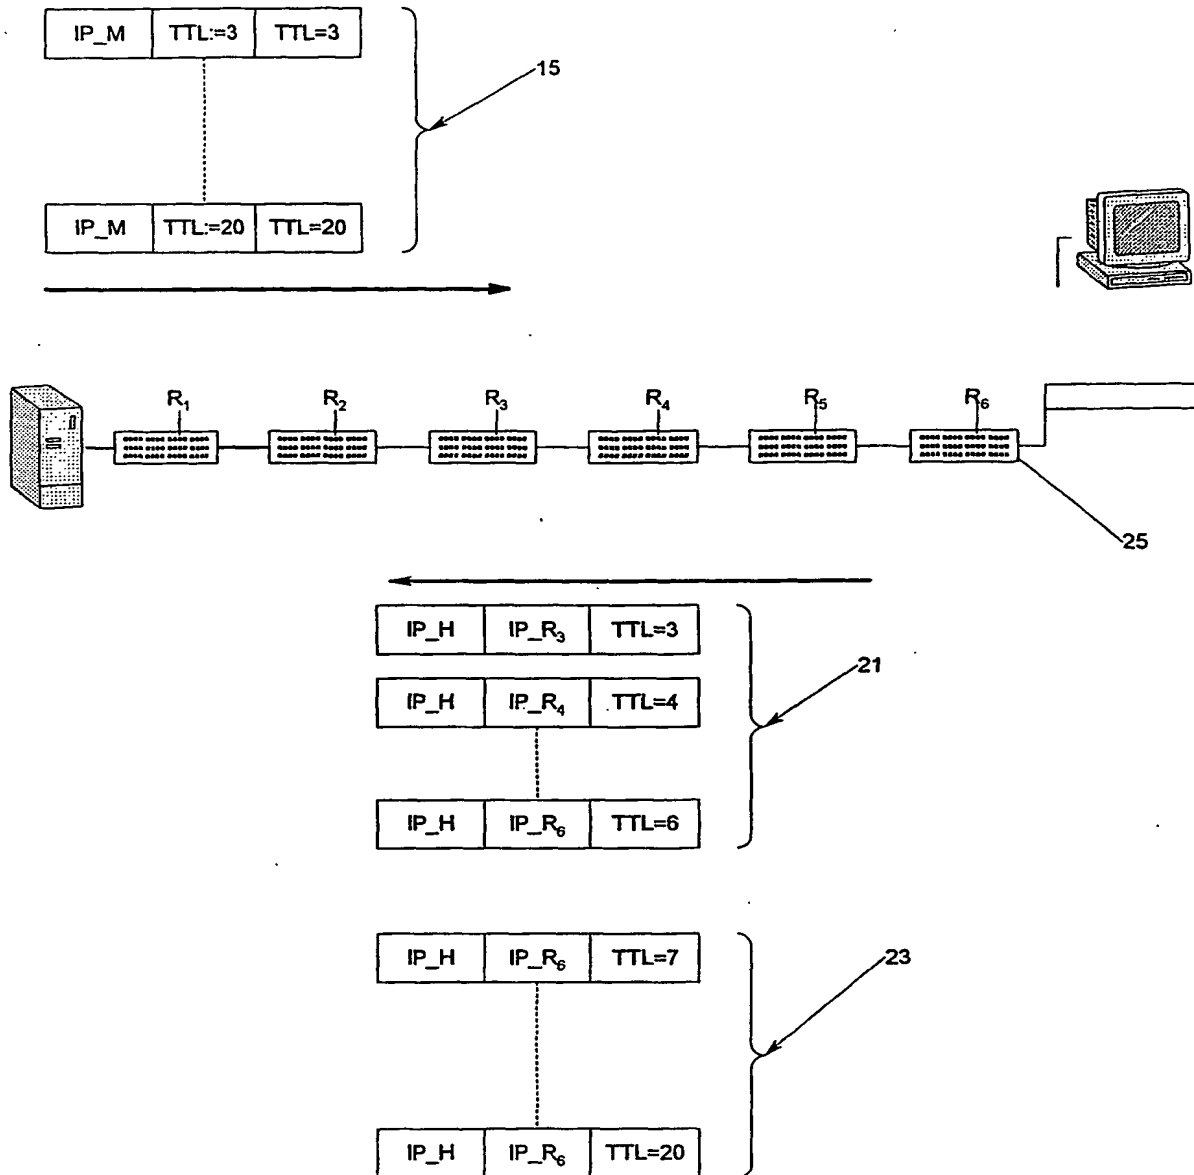 IP_M TTL:=3 TTL=3
15
IP_M TTL:=20 TTL=20
R₁ R₂ R₃ R₄ R₅ R₆
25
IP_H IP_R₃ TTL=3
21
IP_H IP_R₄ TTL=4
IP_H IP_R₆ TTL=6
IP_H IP_R₆ TTL=7
23
IP_H IP_R₆ TTL=20